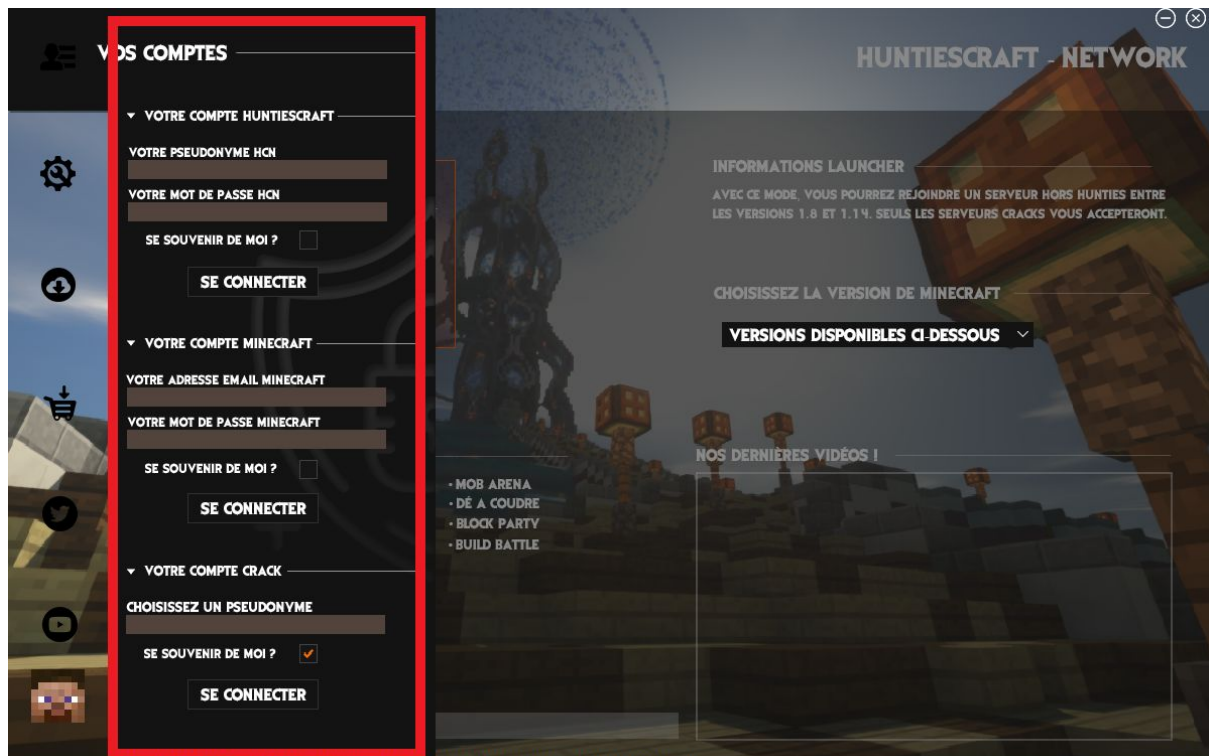 VOS COMPTES
HUNTIESCRAFT - NETWORK
VOTRE COMPTE HUNTIESCRAFT
VOTRE PSEUDONYME HCN
VOTRE MOT DE PASSE HCN
SE SOUVENIR DE MOI ?
SE CONNECTER
VOTRE COMPTE MINECRAFT
VOTRE ADRESSE EMAIL MINECRAFT
VOTRE MOT DE PASSE MINECRAFT
SE SOUVENIR DE MOI ?
SE CONNECTER
VOTRE COMPTE CRACK
CHOISISSEZ UN PSEUDONYME
SE SOUVENIR DE MOI ?
SE CONNECTER
• MOB ARENA
• DÉ A COUDRE
• BLOCK PARTY
• BUILD BATTLE
INFORMATIONS LAUNCHER
AVEC CE MODE, VOUS POURREZ REJOINDRE UN SERVEUR HORS HUNTIES ENTRE
LES VERSIONS 1.8 ET 1.14. SEULS LES SERVEURS CRACKS VOUS ACCEPTERONT.
CHOISISSEZ LA VERSION DE MINECRAFT
VERSIONS DISPONIBLES CI-DESSOUS
NOS DERNIÈRES VIDÉOS !